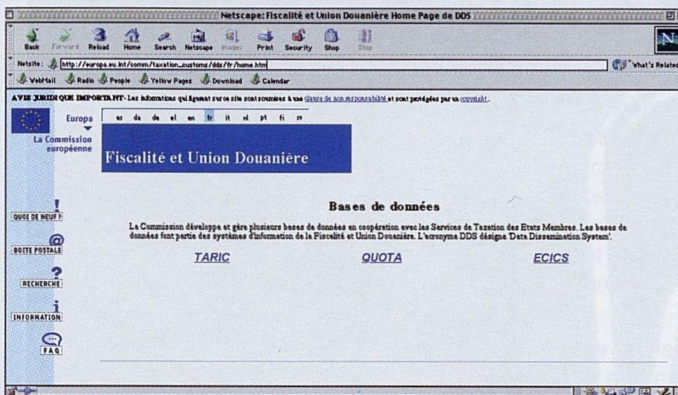 Netscape: Fiscalité et Union Douanière Home Page de DDS
Back Forward Reload Home Search Netscape Images Print Security Shop Stop
N
Netsite: http://europa.eu.int/comm/taxation_customs/dds/fr/home.htm What's Related
WebMail Radio People Yellow Pages Download Calendar
AVIS JURIDIQUE IMPORTANT - Les informations qui figurent sur ce site sont soumises à une clause de non responsabilité et sont protégées par un copyright.
Europa es da de el en fr it nl pt fi sv
La Commission
européenne
Fiscalité et Union Douanière
Bases de données
La Commission développe et gère plusieurs bases de données en coopération avec les Services de Taxation des Etats Membres. Les bases de
données font partie des systèmes d'information de la Fiscalité et Union Douanière. L'acronyme DDS désigne 'Data Dissemination System'.
TARIC QUOTA ECICS
!
QUOI DE NEUF?
@
BOITE POSTALE
?
RECHERCHE
i
INFORMATION
FAQ